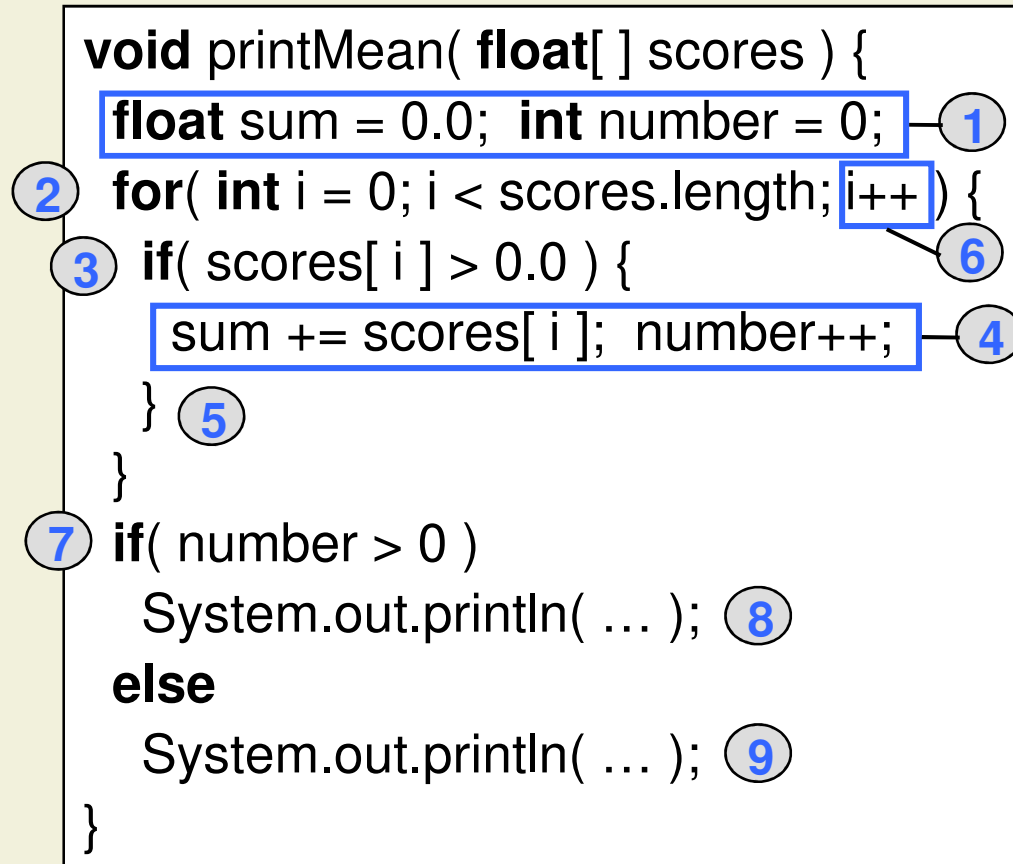 void printMean( float[ ] scores ) {
float sum = 0.0; int number = 0; 1
2 for( int i = 0; i < scores.length; i++ ) {
3 if( scores[ i ] > 0.0 ) { 6
sum += scores[ i ]; number++; 4
} 5
}
7 if( number > 0 )
System.out.println( … ); 8
else
System.out.println( … ); 9
}